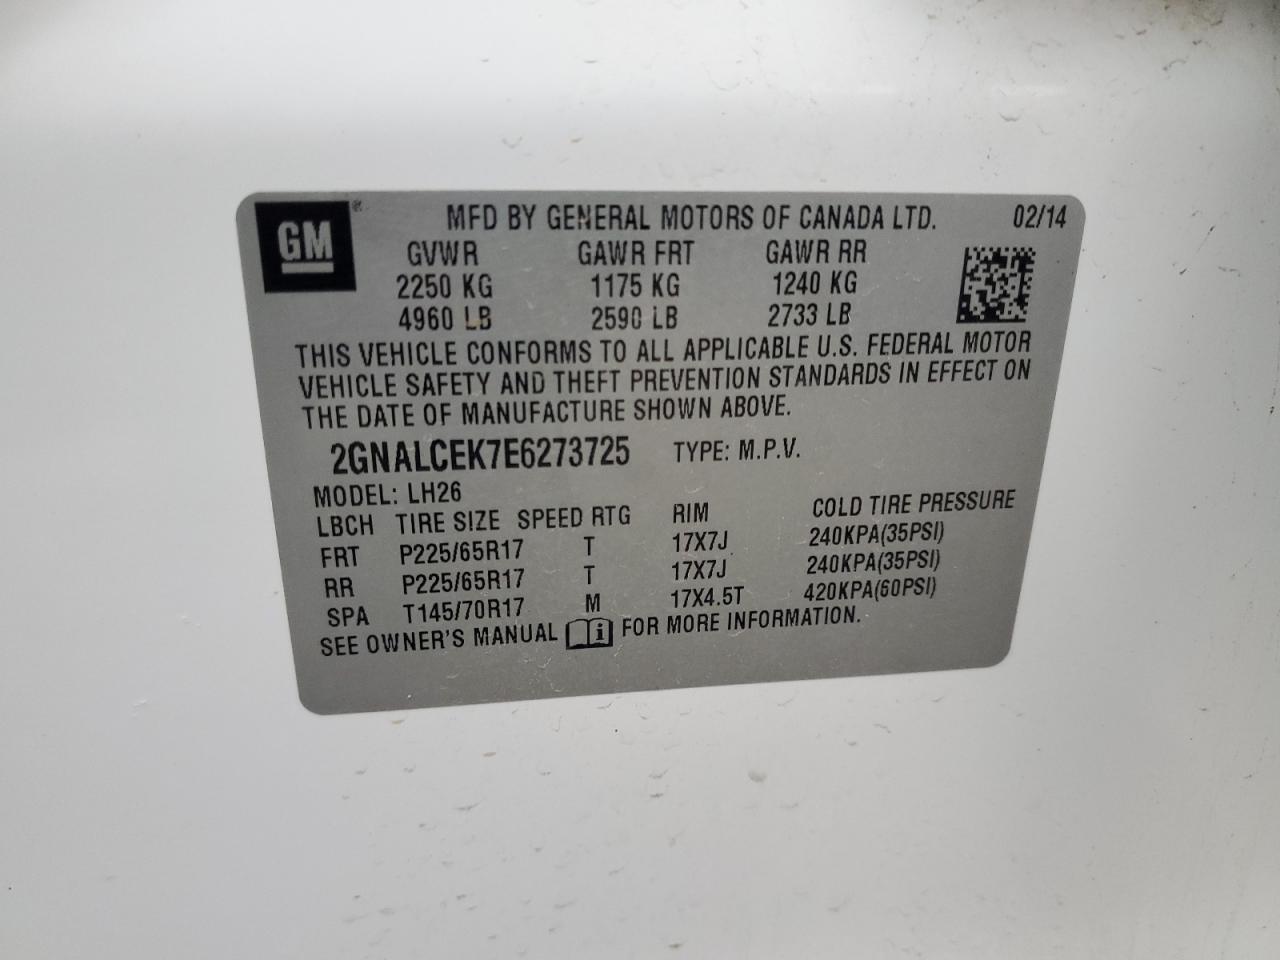 GM®
MFD BY GENERAL MOTORS OF CANADA LTD. 02/14
GVWR GAWR FRT GAWR RR
2250 KG 1175 KG 1240 KG
4960 LB 2590 LB 2733 LB
THIS VEHICLE CONFORMS TO ALL APPLICABLE U.S. FEDERAL MOTOR
VEHICLE SAFETY AND THEFT PREVENTION STANDARDS IN EFFECT ON
THE DATE OF MANUFACTURE SHOWN ABOVE.
2GNALCEK7E6273725 TYPE: M.P.V.
MODEL: LH26
LBCH TIRE SIZE SPEED RTG RIM COLD TIRE PRESSURE
FRT P225/65R17 T 17X7J 240KPA(35PSI)
RR P225/65R17 T 17X7J 240KPA(35PSI)
SPA T145/70R17 M 17X4.5T 420KPA(60PSI)
SEE OWNER'S MANUAL FOR MORE INFORMATION.